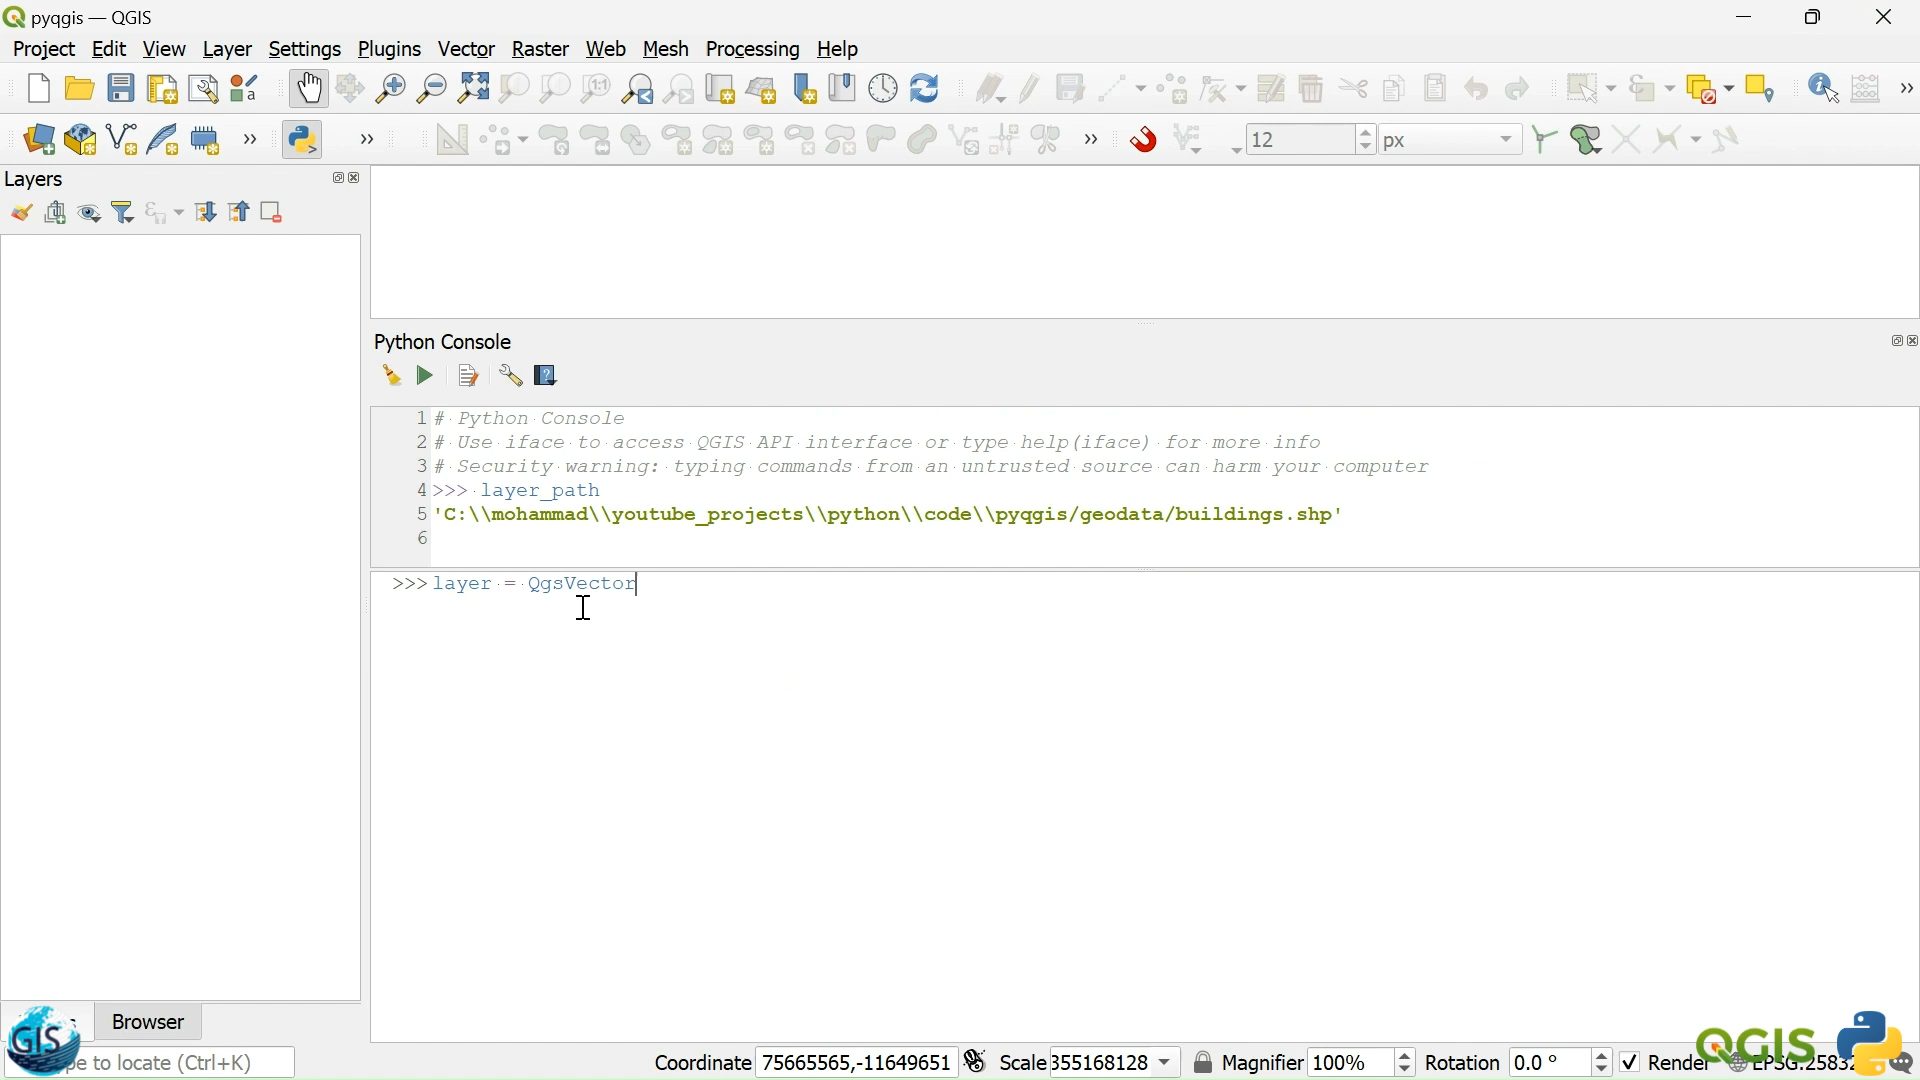 pyqgis — QGIS
Project Edit View Layer Settings Plugins Vector Raster Web Mesh Processing Help
12 px
Layers
Python Console
1 # Python Console
2 # Use iface to access QGIS API interface or type help(iface) for more info
3 # Security warning: typing commands from an untrusted source can harm your computer
4 >>> layer_path
5 'C:\\mohammad\\youtube_projects\\python\\code\\pyqgis/geodata/buildings.shp'
6
>>> layer = QgsVector
Browser
GIS
to locate (Ctrl+K)
Coordinate 75665565,-11649651 Scale 355168128 Magnifier 100% Rotation 0.0 ° Render
QGIS